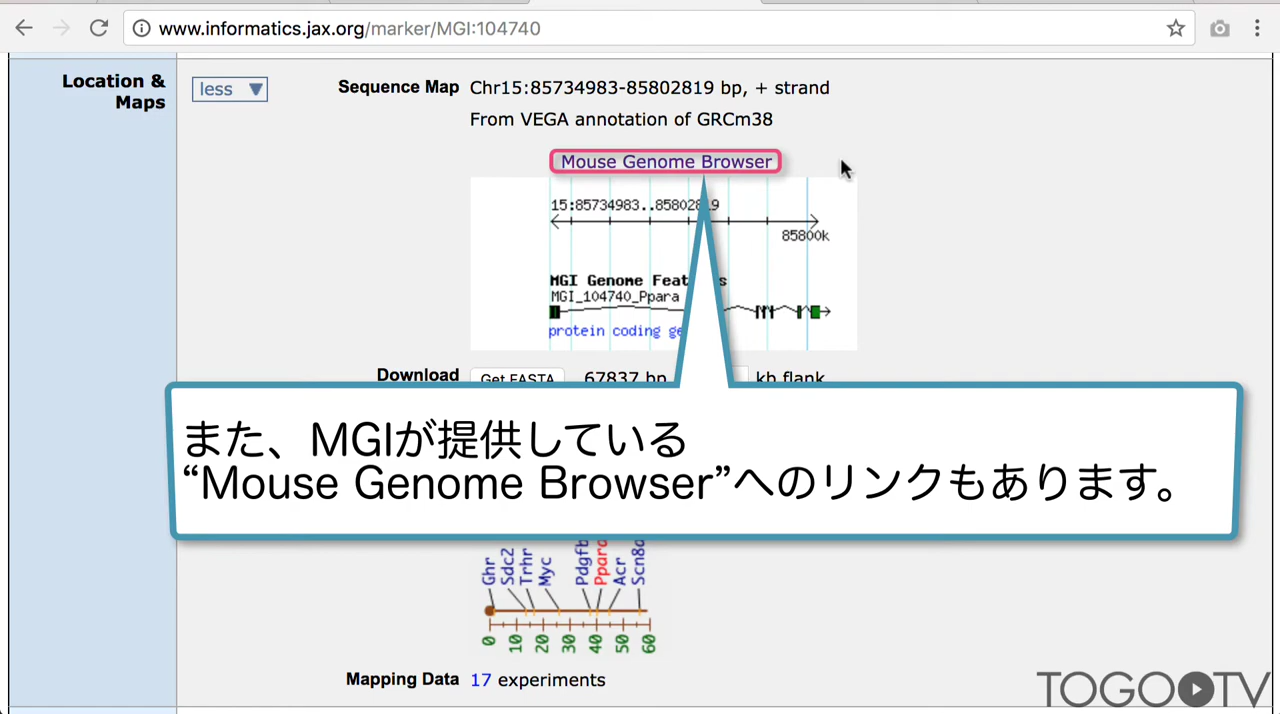 www.informatics.jax.org/marker/MGI:104740
Location &
Maps
less
Sequence Map Chr15:85734983-85802819 bp, + strand
From VEGA annotation of GRCm38
Mouse Genome Browser
15:85734983..85802819
85800k
MGI Genome Features
MGI_104740_Ppara
protein coding ge
Download Get FASTA 67837 bp kb flank
また、MGIが提供している
“Mouse Genome Browser”へのリンクもあります。
Ghr Sdc2 Trhr Myc Pdgfb Ppara Acr Scn8a
0 10 20 30 40 50 60
Mapping Data 17 experiments
TOGOTV